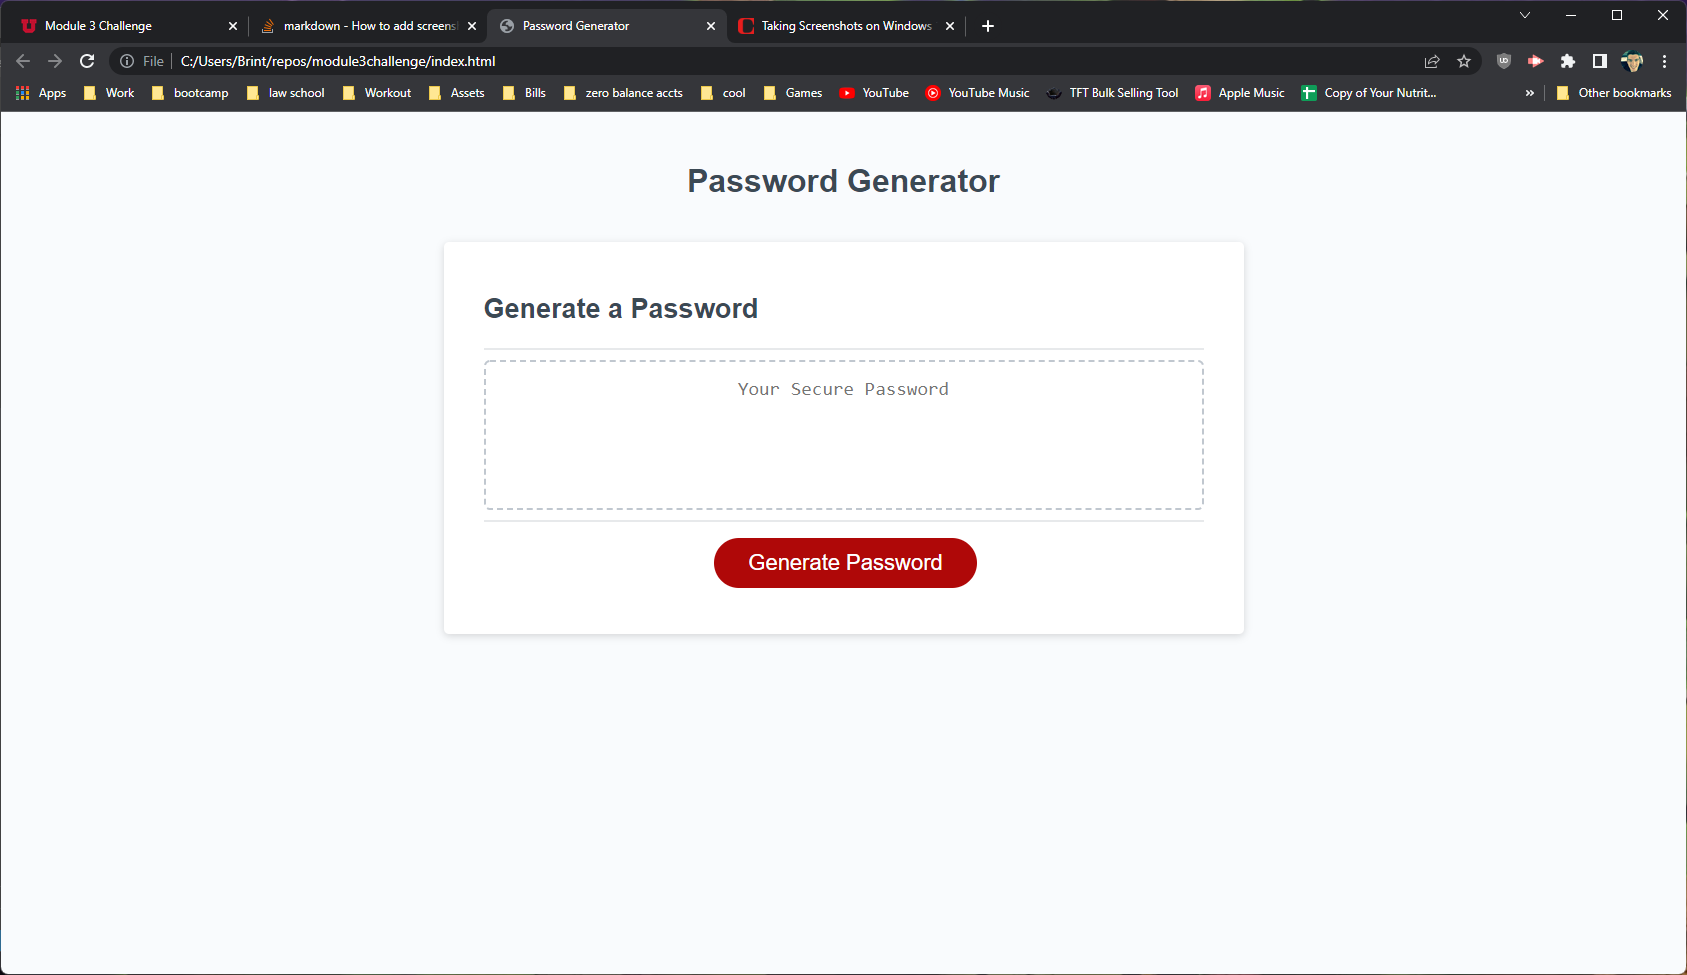 Module 3 Challenge
markdown - How to add screens
Password Generator
Taking Screenshots on Windows
File
C:/Users/Brint/repos/module3challenge/index.html
Apps
Work
bootcamp
law school
Workout
Assets
Bills
zero balance accts
cool
Games
YouTube
YouTube Music
TFT Bulk Selling Tool
Apple Music
Copy of Your Nutrit...
»
Other bookmarks
Password Generator
Generate a Password
Your Secure Password
Generate Password